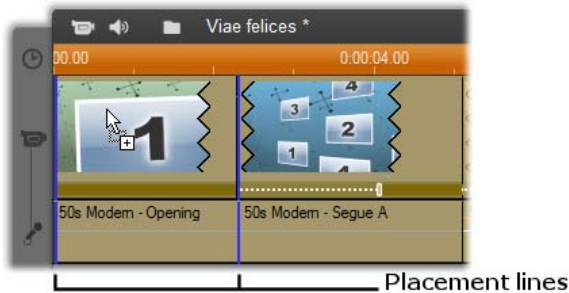 Viae felices *
00.00 0:00:04.00
1 3 4 2 1 4
50s Modern - Opening 50s Modern - Segue A
Placement lines